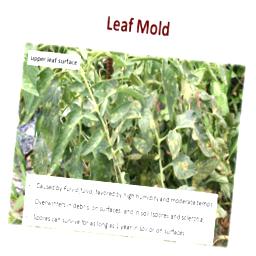 Leaf Mold
upper leaf surface
- Caused by Fulvia fulva, favored by high humidity and moderate temps
Overwinters in debris, on surfaces, and in soil (spores and sclerotia)
Spores can survive for as long as 1 year in soil or on surfaces